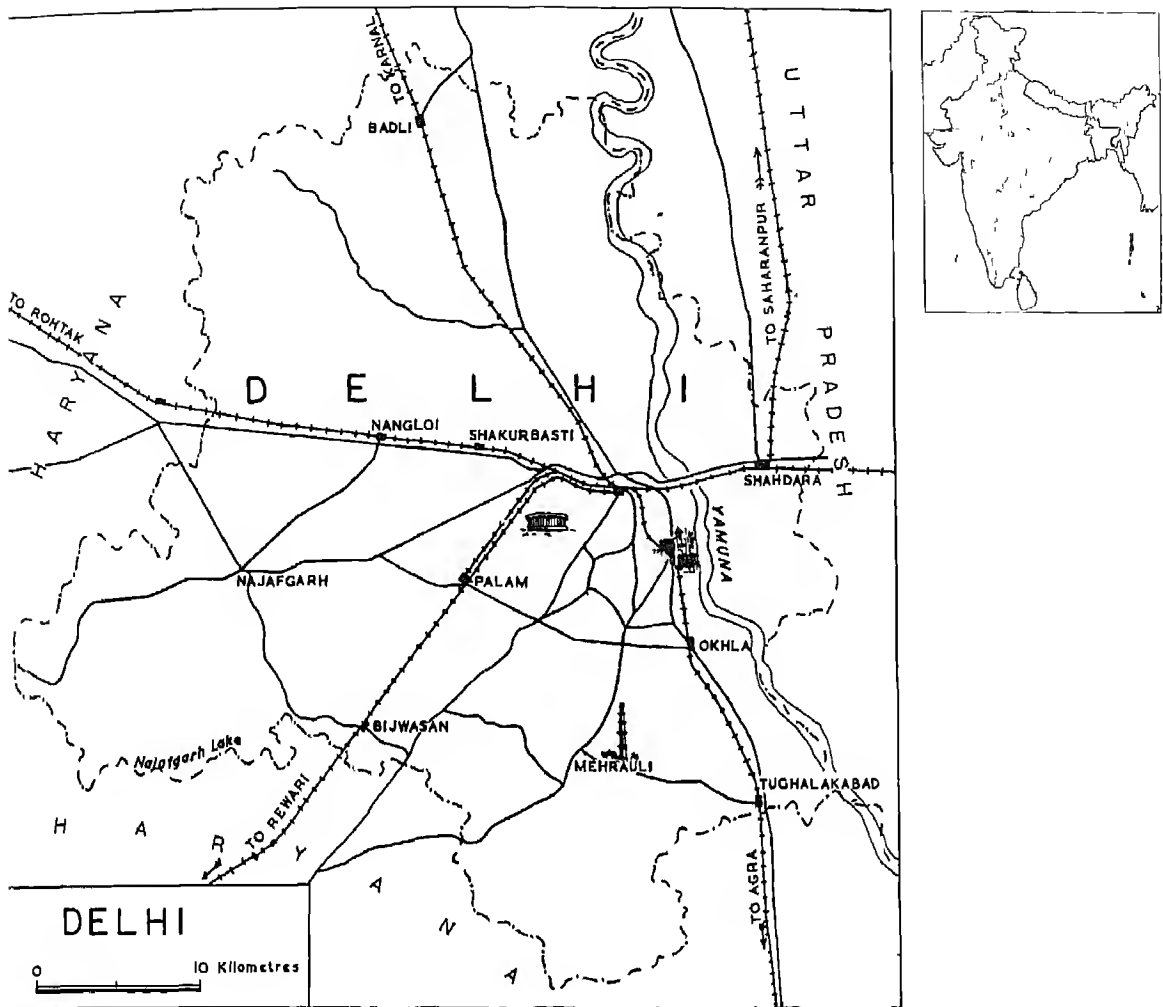 TO KARNAL
BADLI
UTTAR
PRADESH
TO SAHARANPUR
TO ROHTAK
HARYANA
DELHI
NANGLOI
SHAKURBASTI
SHAHDARA
YAMUNA
NAJAFGARH
PALAM
OKHLA
BIJWASAN
Najafgarh Lake
MEHRAULI
TUGHALAKABAD
TO REWARI
HARYANA
TO AGRA
DELHI
0 10 Kilometres